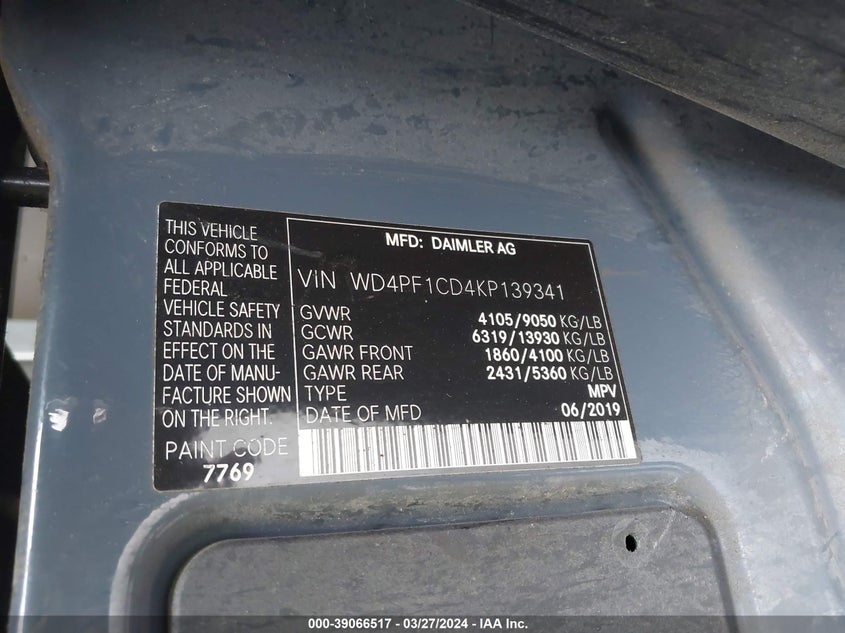 THIS VEHICLE
CONFORMS TO
ALL APPLICABLE
FEDERAL
VEHICLE SAFETY
STANDARDS IN
EFFECT ON THE
DATE OF MANU-
FACTURE SHOWN
ON THE RIGHT.
PAINT CODE
7769
MFD: DAIMLER AG
VIN WD4PF1CD4KP139341
GVWR 4105/9050 KG/LB
GCWR 6319/13930 KG/LB
GAWR FRONT 1860/4100 KG/LB
GAWR REAR 2431/5360 KG/LB
TYPE MPV
DATE OF MFD 06/2019
000-39066517 - 03/27/2024 - IAA Inc.